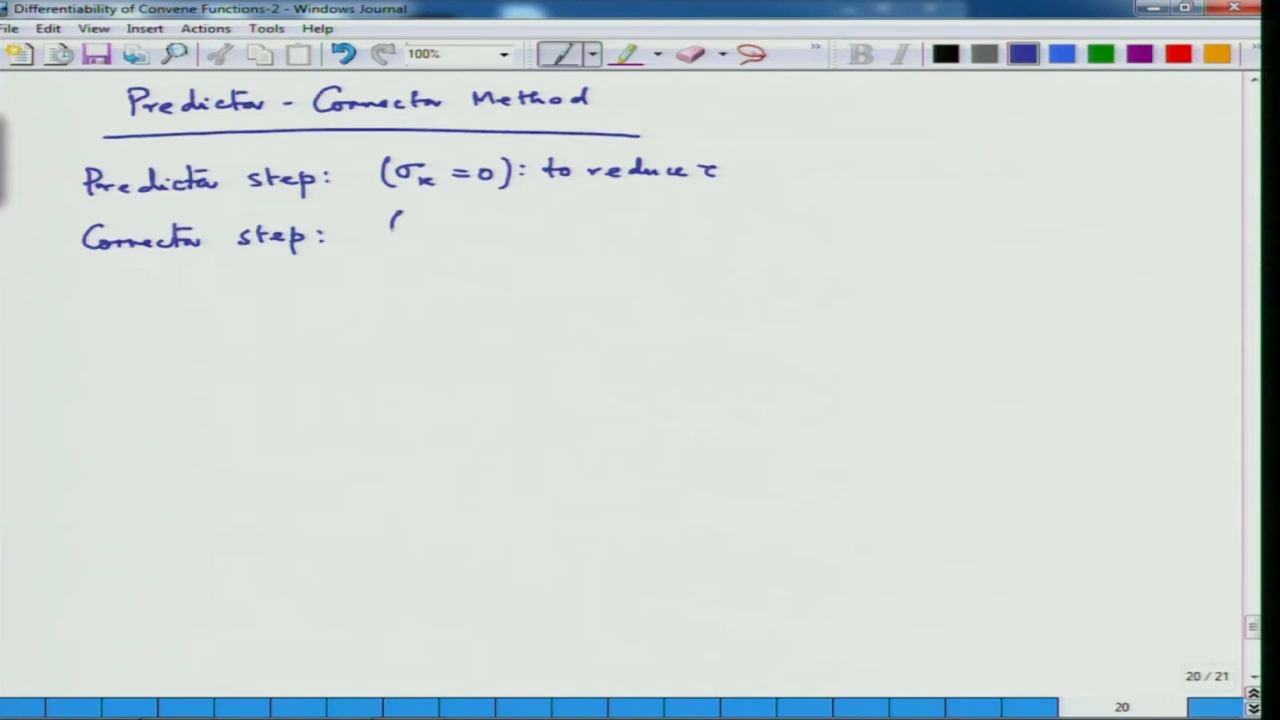 Differentiability of Convene Functions-2 - Windows Journal
File Edit View Insert Actions Tools Help
100%
B I
Predictor - Corrector Method
Predictor step: (σκ = 0): to reduce τ
Corrector step: (
20 / 21
20